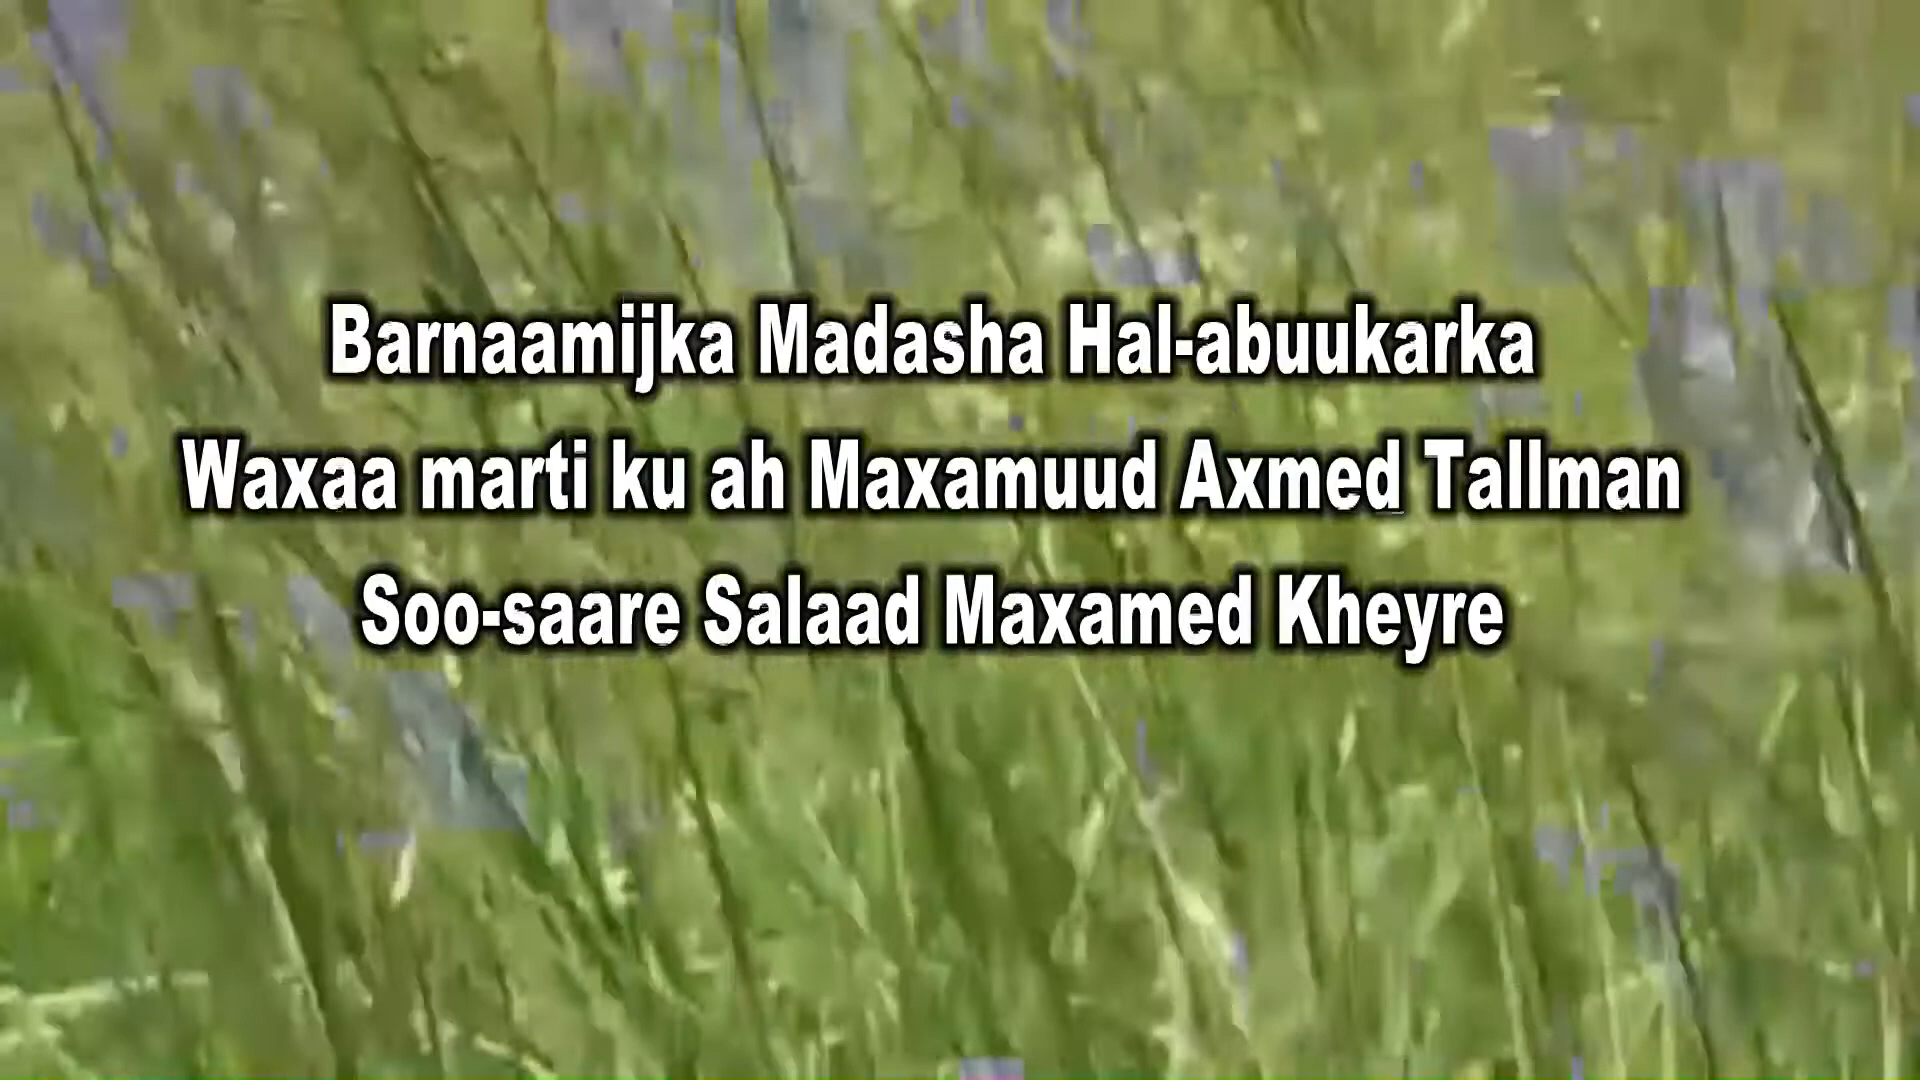 Barnaamijka Madasha Hal-abuukarka
Waxaa marti ku ah Maxamuud Axmed Tallman
Soo-saare Salaad Maxamed Kheyre